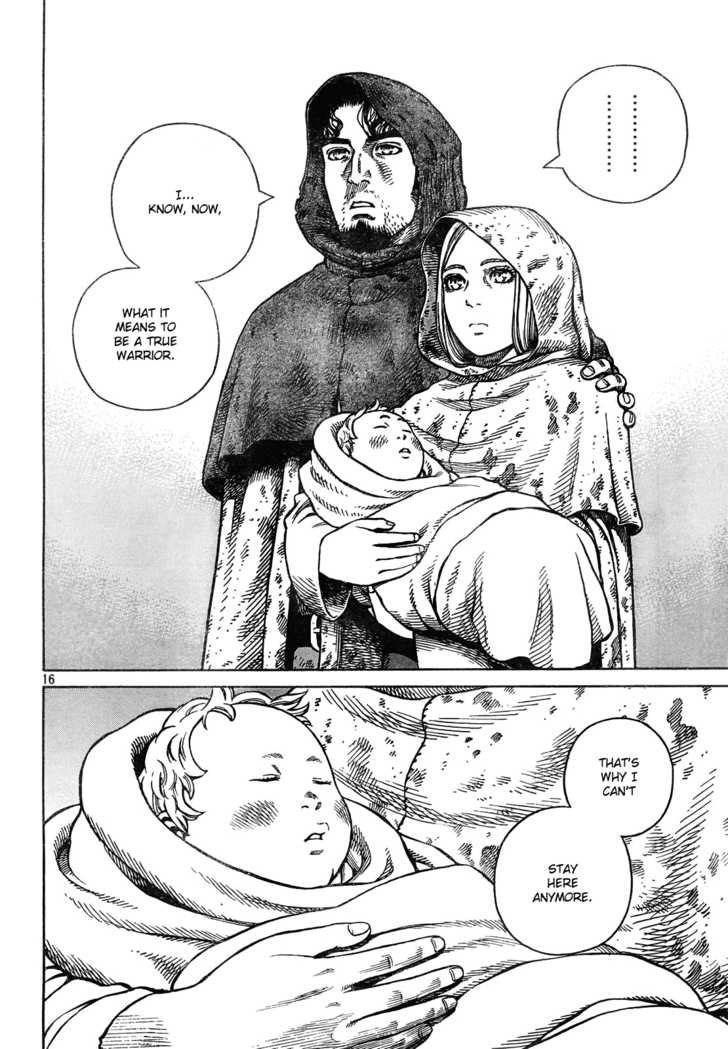 I...
KNOW, NOW,
WHAT IT
MEANS TO
BE A TRUE
WARRIOR.
16
THAT'S
WHY I
CAN'T
STAY
HERE
ANYMORE.